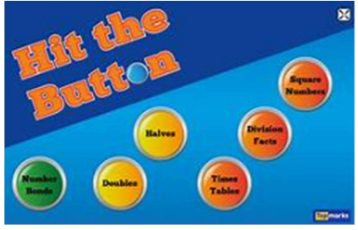 Hit the
Button
Square
Numbers
Halves
Division
Facts
Number
Bonds
Doubles
Times
Tables
Topmarks